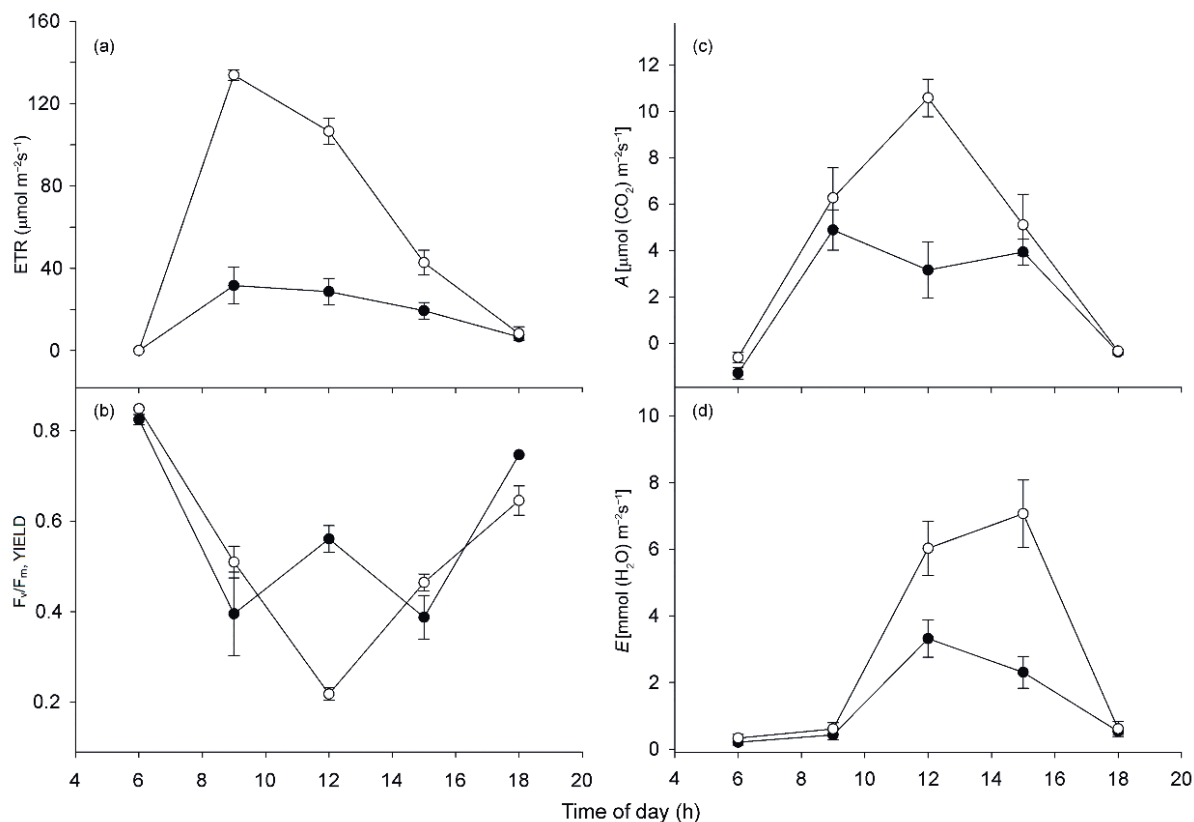 (a)
160
120
80
40
0
ETR (µmol m⁻²s⁻¹)
(b)
0.8
0.6
0.4
0.2
Fᵥ/Fₘ, YIELD
4 6 8 10 12 14 16 18 20
(c)
12
10
8
6
4
2
0
A [µmol (CO₂) m⁻²s⁻¹]
(d)
10
8
6
4
2
0
E [mmol (H₂O) m⁻²s⁻¹]
4 6 8 10 12 14 16 18 20
Time of day (h)